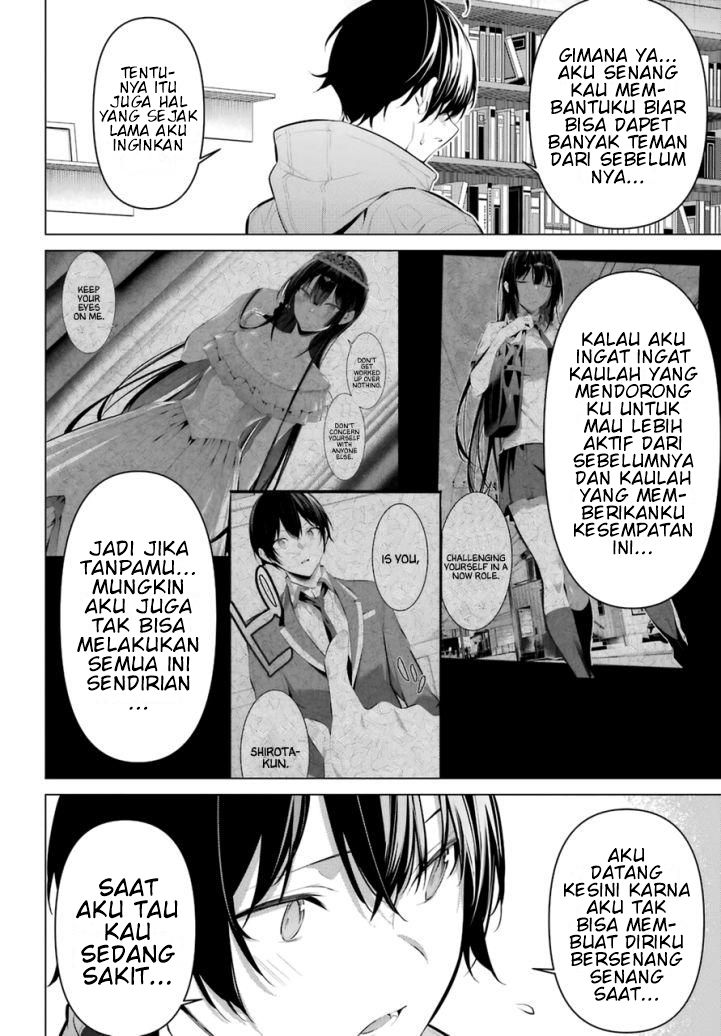 GIMANA YA...
AKU SENANG
KAU MEM-
BANTUKU BIAR
BISA DAPET
BANYAK TEMAN
DARI SEBELUM
NYA...
TENTU-
NYA ITU
JUGA HAL
YANG SEJAK
LAMA AKU
INGINKAN
KALAU AKU
INGAT INGAT
KAULAH YANG
MENDORONG
KU UNTUK
MAU LEBIH
AKTIF DARI
SEBELUMNYA
DAN KAULAH
YANG MEM-
BERIKANKU
KESEMPATAN
INI...
DON'T
GET
WORKED
UP OVER
NOTHING.
DON'T
CONCERN
YOURSELF
WITH
ANYONE
ELSE.
KEEP
YOUR
EYES
ON ME.
CHALLENGING
YOURSELF IN A
NOW ROLE.
IS YOU,
SHIROTA-
KUN.
JADI JIKA
TANPAMU...
MUNGKIN
AKU JUGA
TAK BISA
MELAKUKAN
SEMUA INI
SENDIRIAN
...
AKU
DATANG
KESINI KARNA
AKU TAK
BISA MEM-
BUAT DIRIKU
BERSENANG
SENANG
SAAT...
SAAT
AKU TAU
KAU
SEDANG
SAKIT...